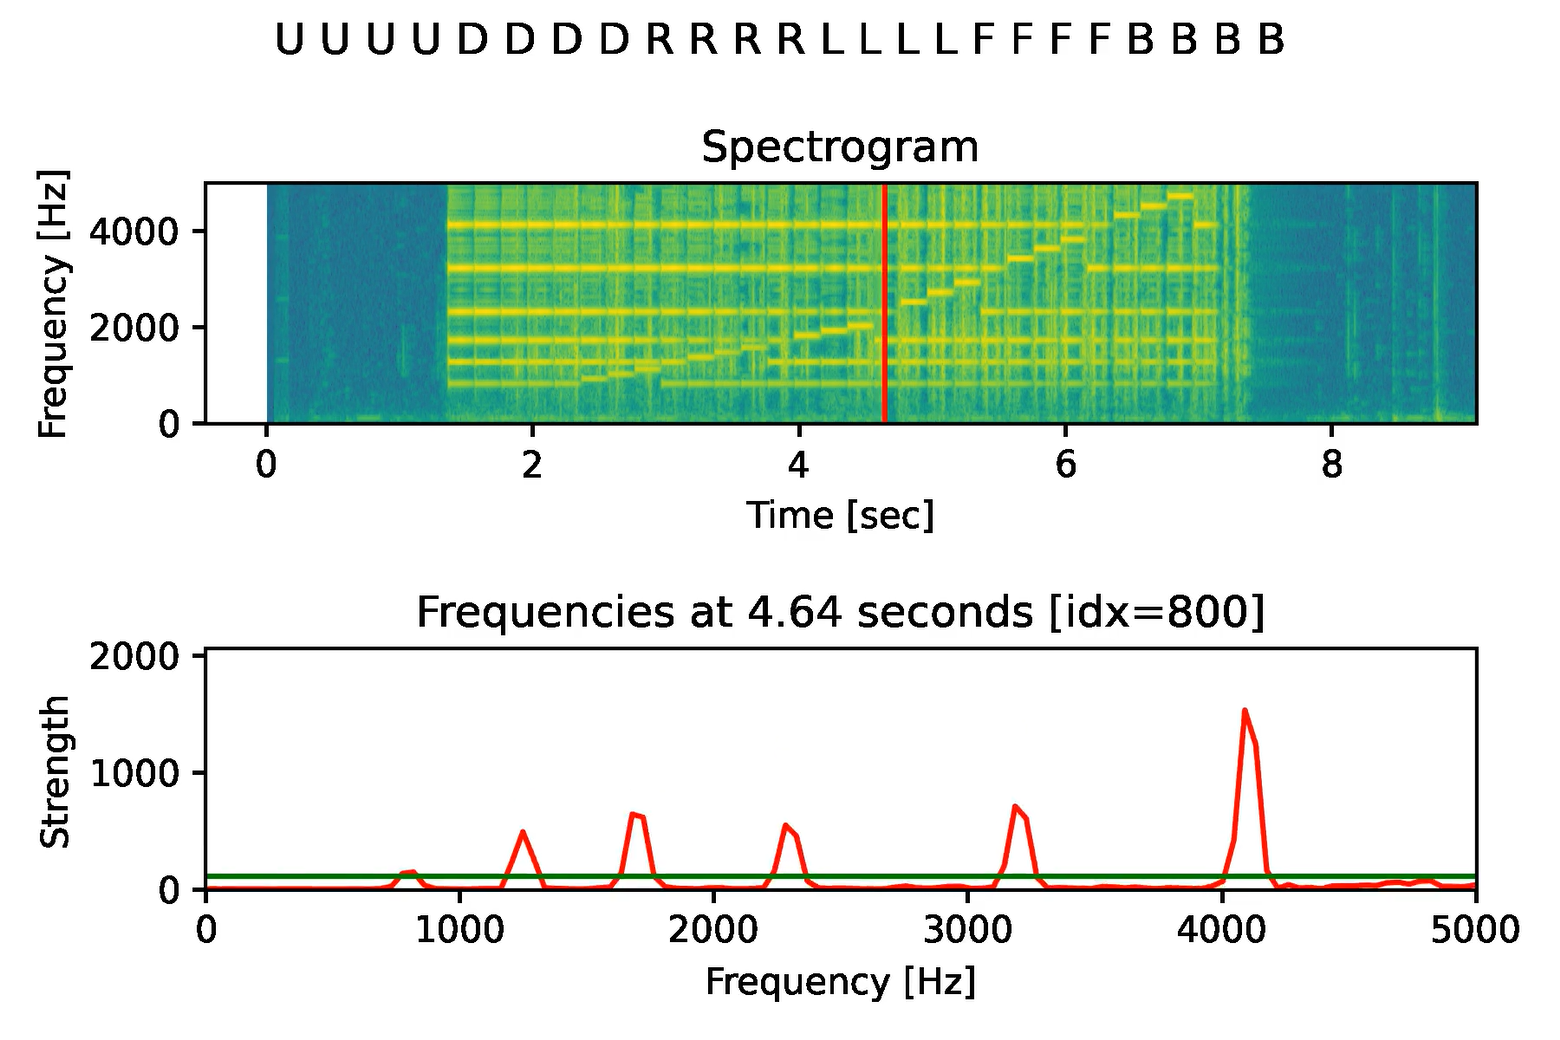 U U U U D D D D R R R R L L L L F F F F B B B B
Spectrogram
Frequency [Hz]
4000
2000
0
0 2 4 6 8
Time [sec]
Frequencies at 4.64 seconds [idx=800]
Strength
2000
1000
0
0 1000 2000 3000 4000 5000
Frequency [Hz]